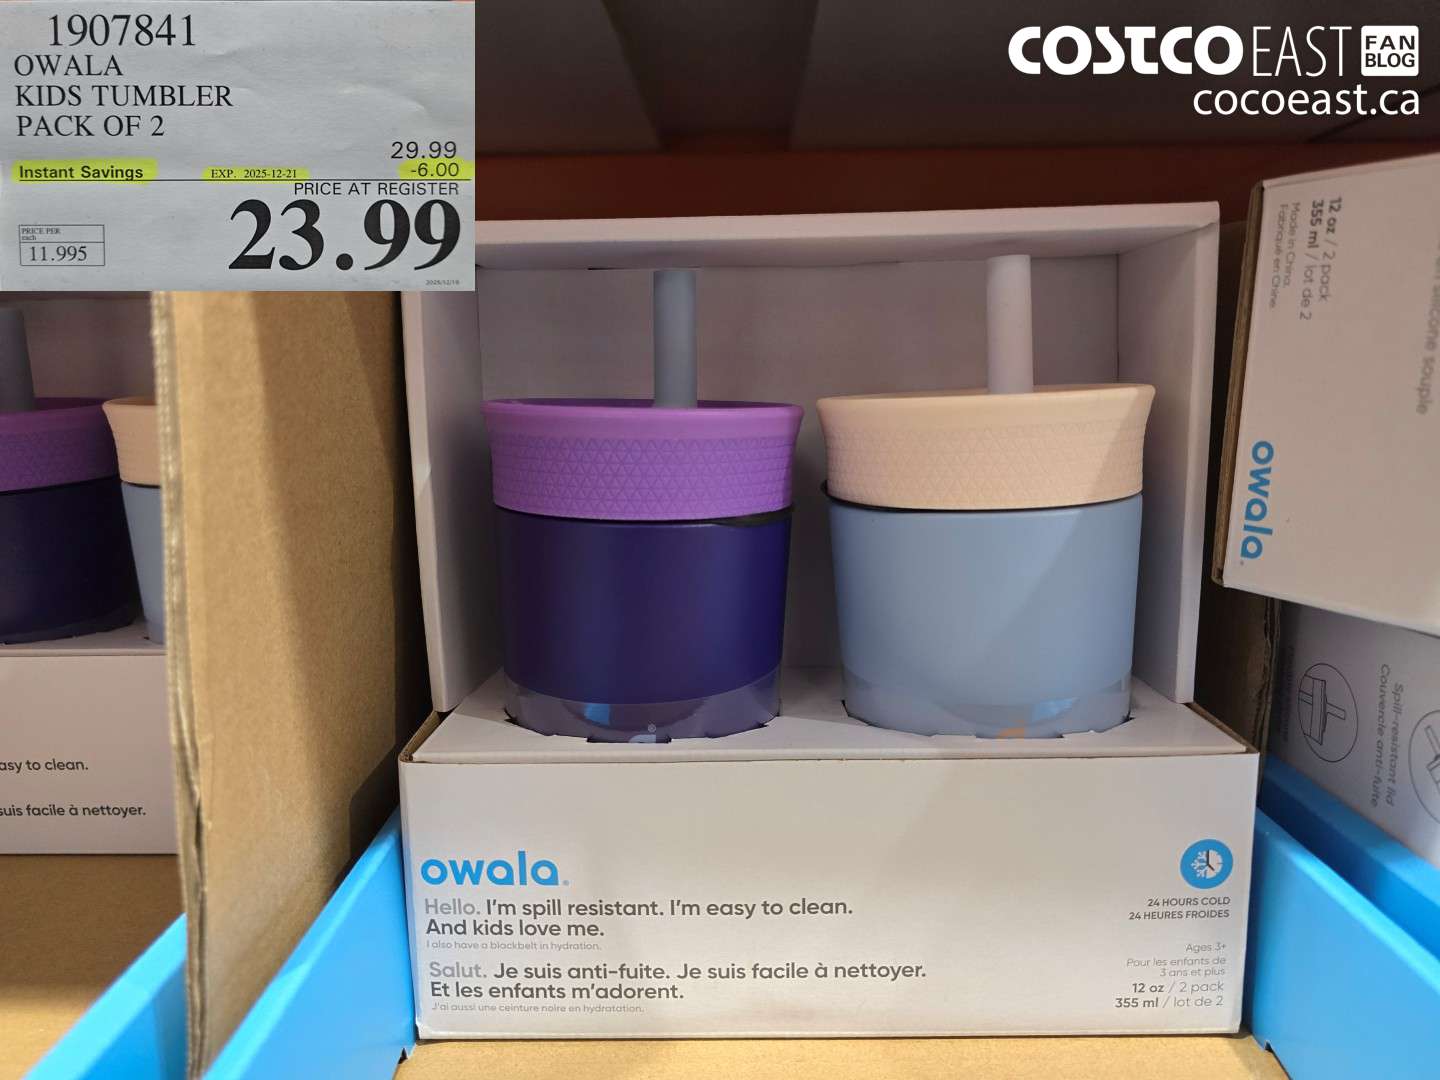 1907841
OWALA
KIDS TUMBLER
PACK OF 2
29.99
Instant Savings EXP. 2025-12-21 -6.00
PRICE AT REGISTER
23.99
PRICE PER
each
11.995
COSTCO EAST FAN BLOG
cocoeast.ca
12 oz / 2 pack
355 ml / lot de 2
Made in China.
Fabriqué en Chine.
silicone souple
owala
Spill-resistant lid
Couvercle anti-fuite
asy to clean.
suis facile à nettoyer.
owala
Hello. I'm spill resistant. I'm easy to clean.
And kids love me.
I also have a blackbelt in hydration.
Salut. Je suis anti-fuite. Je suis facile à nettoyer.
Et les enfants m'adorent.
J'ai aussi une ceinture noire en hydratation.
24 HOURS COLD
24 HEURES FROIDES
Ages 3+
Pour les enfants de
3 ans et plus
12 oz / 2 pack
355 ml / lot de 2